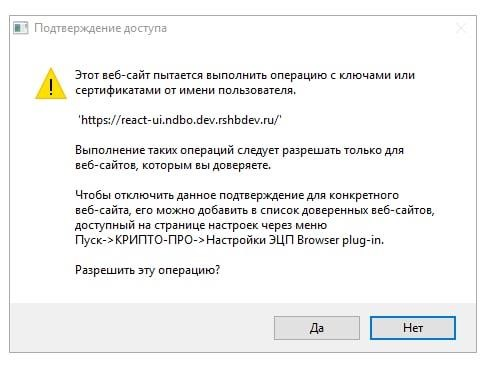 Подтверждение доступа
Этот веб-сайт пытается выполнить операцию с ключами или
сертификатами от имени пользователя.
'https://react-ui.ndbo.dev.rshbdev.ru/'
Выполнение таких операций следует разрешать только для
веб-сайтов, которым вы доверяете.
Чтобы отключить данное подтверждение для конкретного
веб-сайта, его можно добавить в список доверенных веб-сайтов,
доступный на странице настроек через меню
Пуск->КРИПТО-ПРО->Настройки ЭЦП Browser plug-in.
Разрешить эту операцию?
Да
Нет